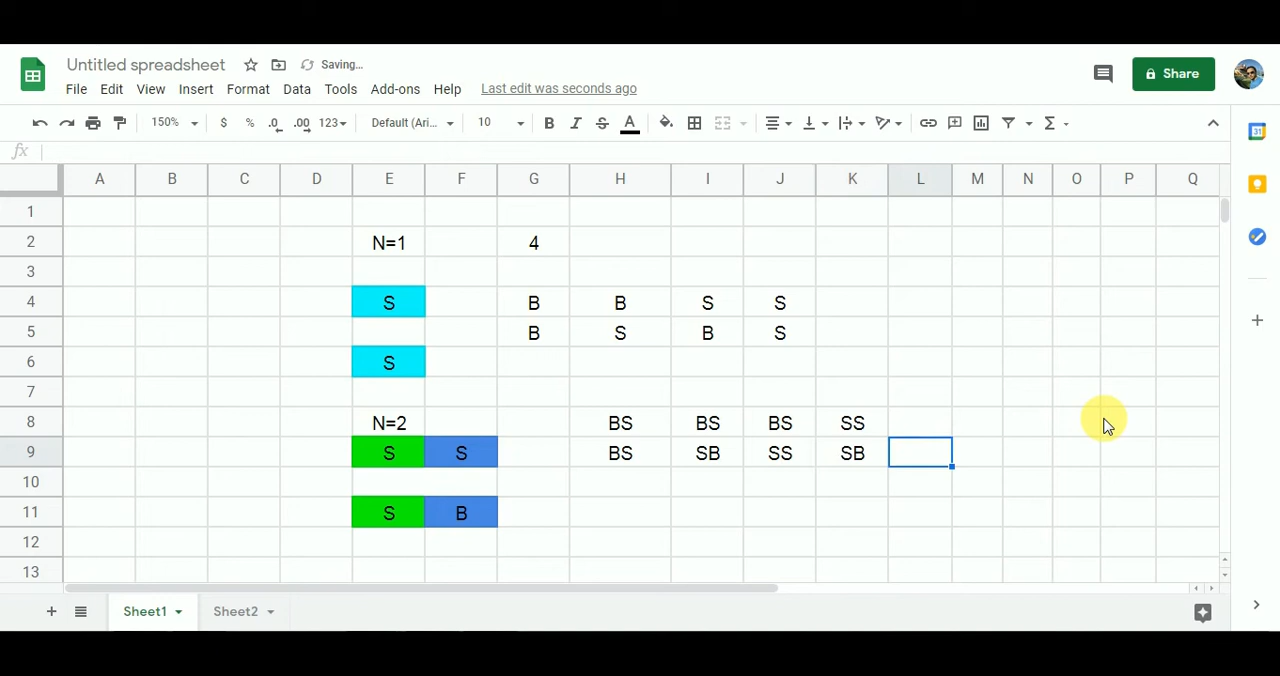 Untitled spreadsheet Saving...
Share
File Edit View Insert Format Data Tools Add-ons Help Last edit was seconds ago
150% $ % .0 .00 123 Default (Ari... 10 B I S A Σ
fx
31
A B C D E F G H I J K L M N O P Q
1
2 N=1 4
3
4 S B B S S
5 B S B S
6 S
7
8 N=2 BS BS BS SS
9 S S BS SB SS SB
10
11 S B
12
13
Sheet1 Sheet2